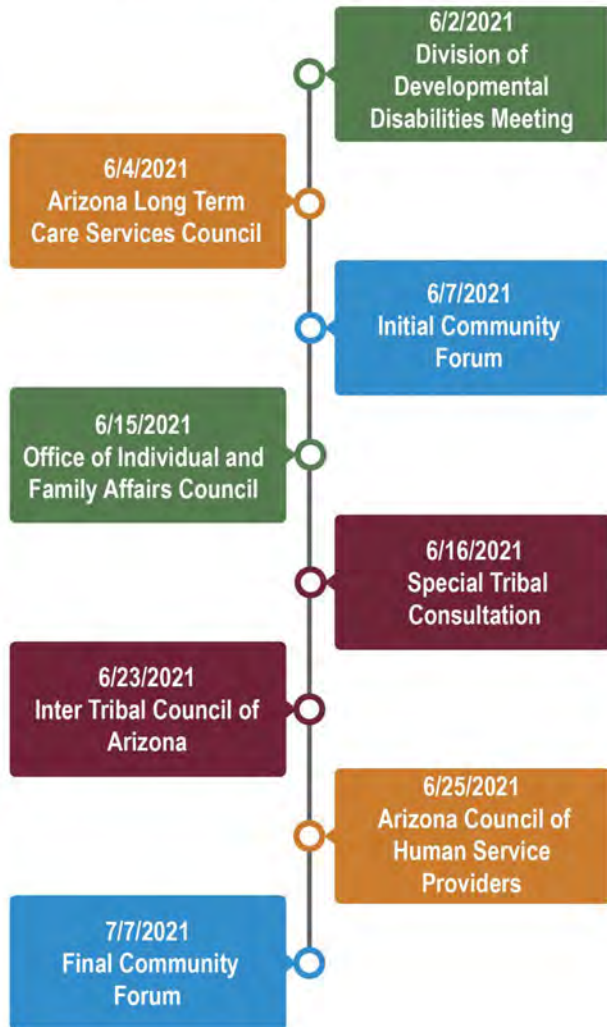 6/2/2021
Division of
Developmental
Disabilities Meeting
6/4/2021
Arizona Long Term
Care Services Council
6/7/2021
Initial Community
Forum
6/15/2021
Office of Individual and
Family Affairs Council
6/16/2021
Special Tribal
Consultation
6/23/2021
Inter Tribal Council of
Arizona
6/25/2021
Arizona Council of
Human Service
Providers
7/7/2021
Final Community
Forum